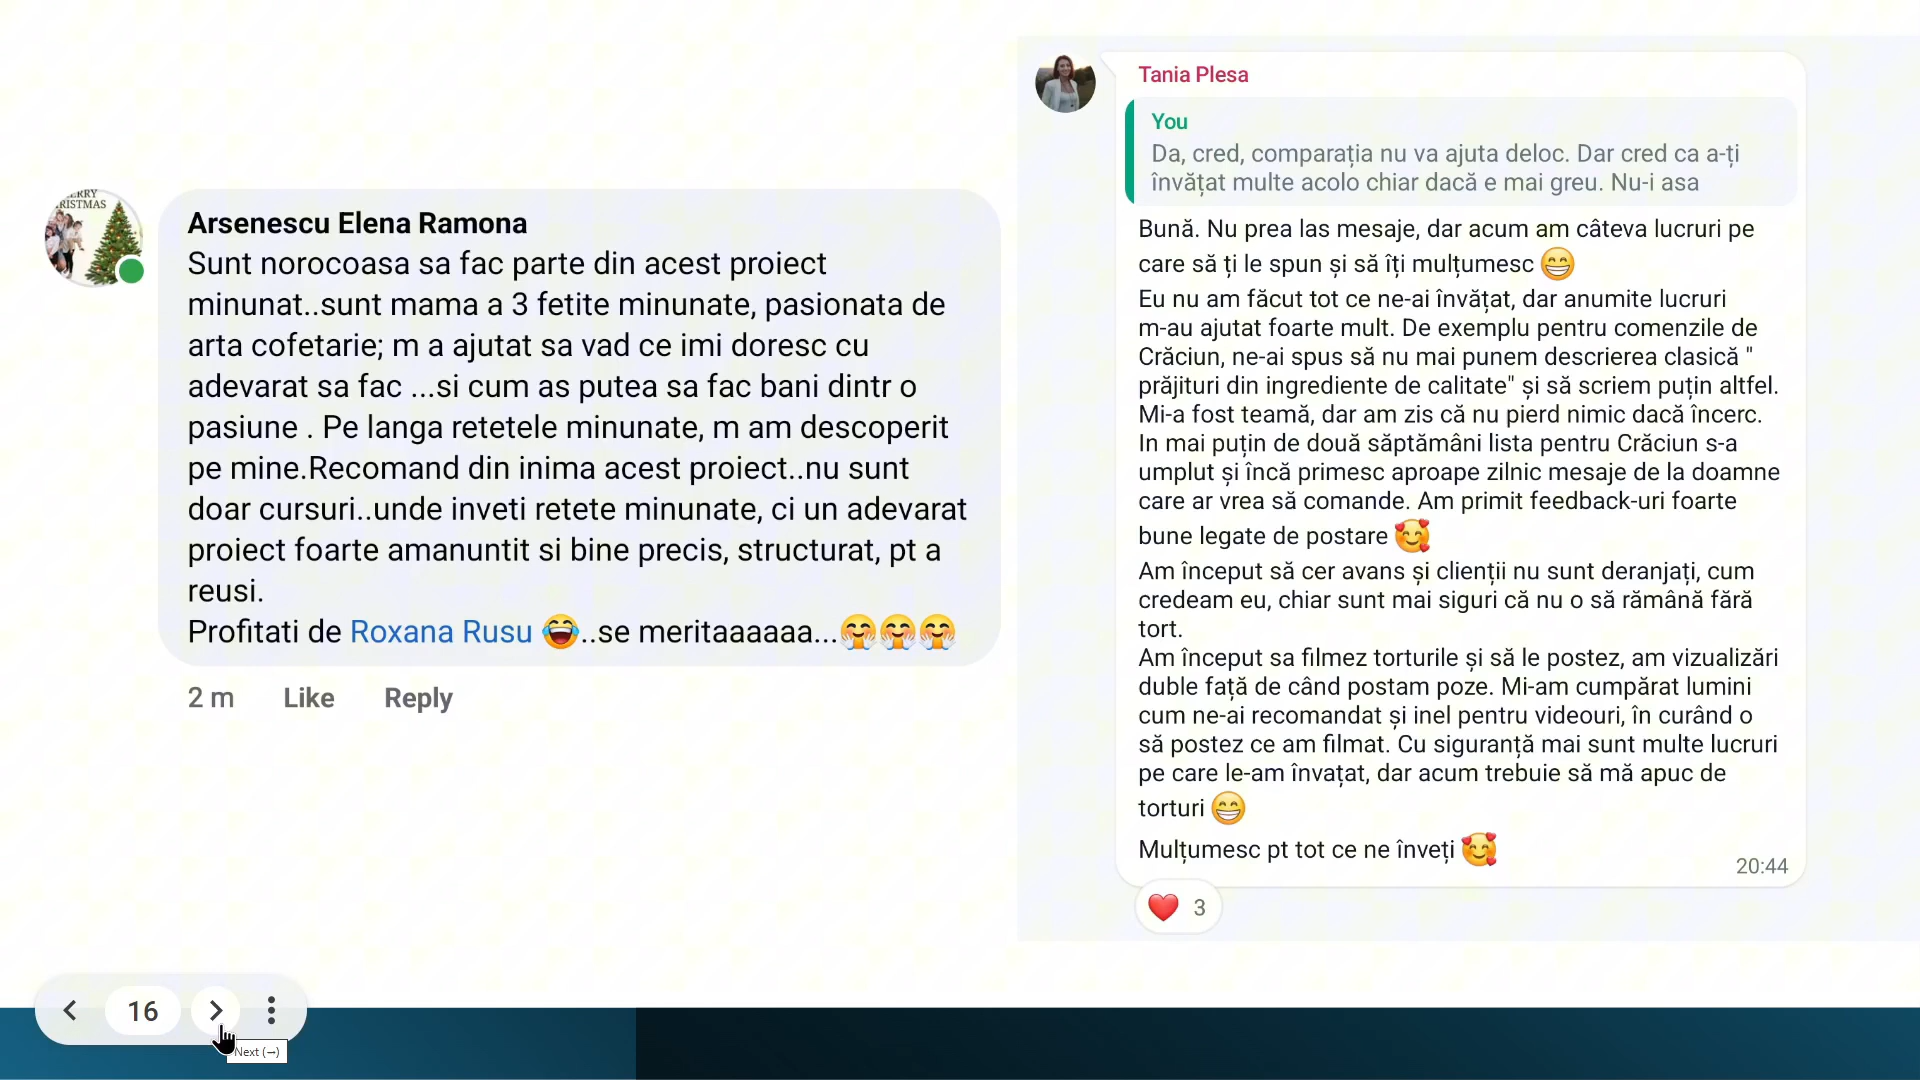 ERRY
RISTMAS
Arsenescu Elena Ramona
Sunt norocoasa sa fac parte din acest proiect
minunat..sunt mama a 3 fetite minunate, pasionata de
arta cofetarie; m a ajutat sa vad ce imi doresc cu
adevarat sa fac ...si cum as putea sa fac bani dintr o
pasiune . Pe langa retetele minunate, m am descoperit
pe mine.Recomand din inima acest proiect..nu sunt
doar cursuri..unde inveti retete minunate, ci un adevarat
proiect foarte amanuntit si bine precis, structurat, pt a
reusi.
Profitati de Roxana Rusu 😂..se meritaaaaaa...🤗🤗🤗
2 m Like Reply
Tania Plesa
You
Da, cred, comparația nu va ajuta deloc. Dar cred ca a-ți
învățat multe acolo chiar dacă e mai greu. Nu-i asa
Bună. Nu prea las mesaje, dar acum am câteva lucruri pe
care să ți le spun și să îți mulțumesc 😁
Eu nu am făcut tot ce ne-ai învățat, dar anumite lucruri
m-au ajutat foarte mult. De exemplu pentru comenzile de
Crăciun, ne-ai spus să nu mai punem descrierea clasică "
prăjituri din ingrediente de calitate" și să scriem puțin altfel.
Mi-a fost teamă, dar am zis că nu pierd nimic dacă încerc.
In mai puțin de două săptămâni lista pentru Crăciun s-a
umplut și încă primesc aproape zilnic mesaje de la doamne
care ar vrea să comande. Am primit feedback-uri foarte
bune legate de postare 🥰
Am început să cer avans și clienții nu sunt deranjați, cum
credeam eu, chiar sunt mai siguri că nu o să rămână fără
tort.
Am început sa filmez torturile și să le postez, am vizualizări
duble față de când postam poze. Mi-am cumpărat lumini
cum ne-ai recomandat și inel pentru videouri, în curând o
să postez ce am filmat. Cu siguranță mai sunt multe lucruri
pe care le-am învațat, dar acum trebuie să mă apuc de
torturi 😁
Mulțumesc pt tot ce ne înveți 🥰
20:44
❤️ 3
16
Next (→)